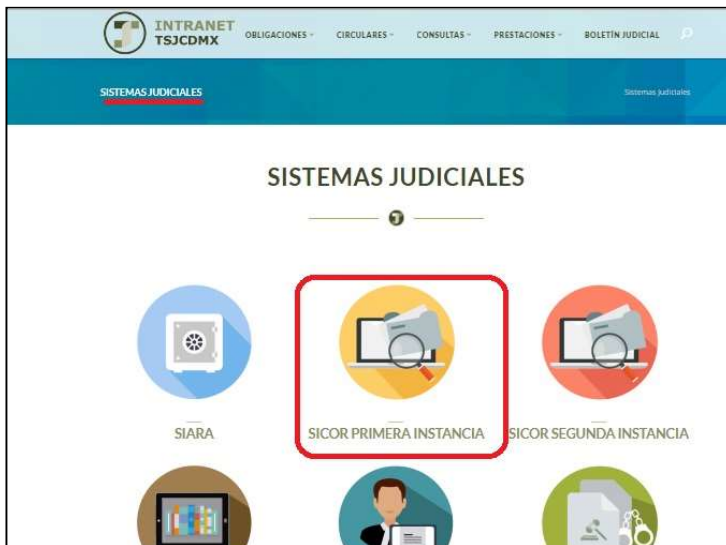 INTRANET
TSJCDMX
OBLIGACIONES
CIRCULARES
CONSULTAS
PRESTACIONES
BOLETÍN JUDICIAL
SISTEMAS JUDICIALES
Sistemas Judiciales
SISTEMAS JUDICIALES
SIARA
SICOR PRIMERA INSTANCIA
SICOR SEGUNDA INSTANCIA